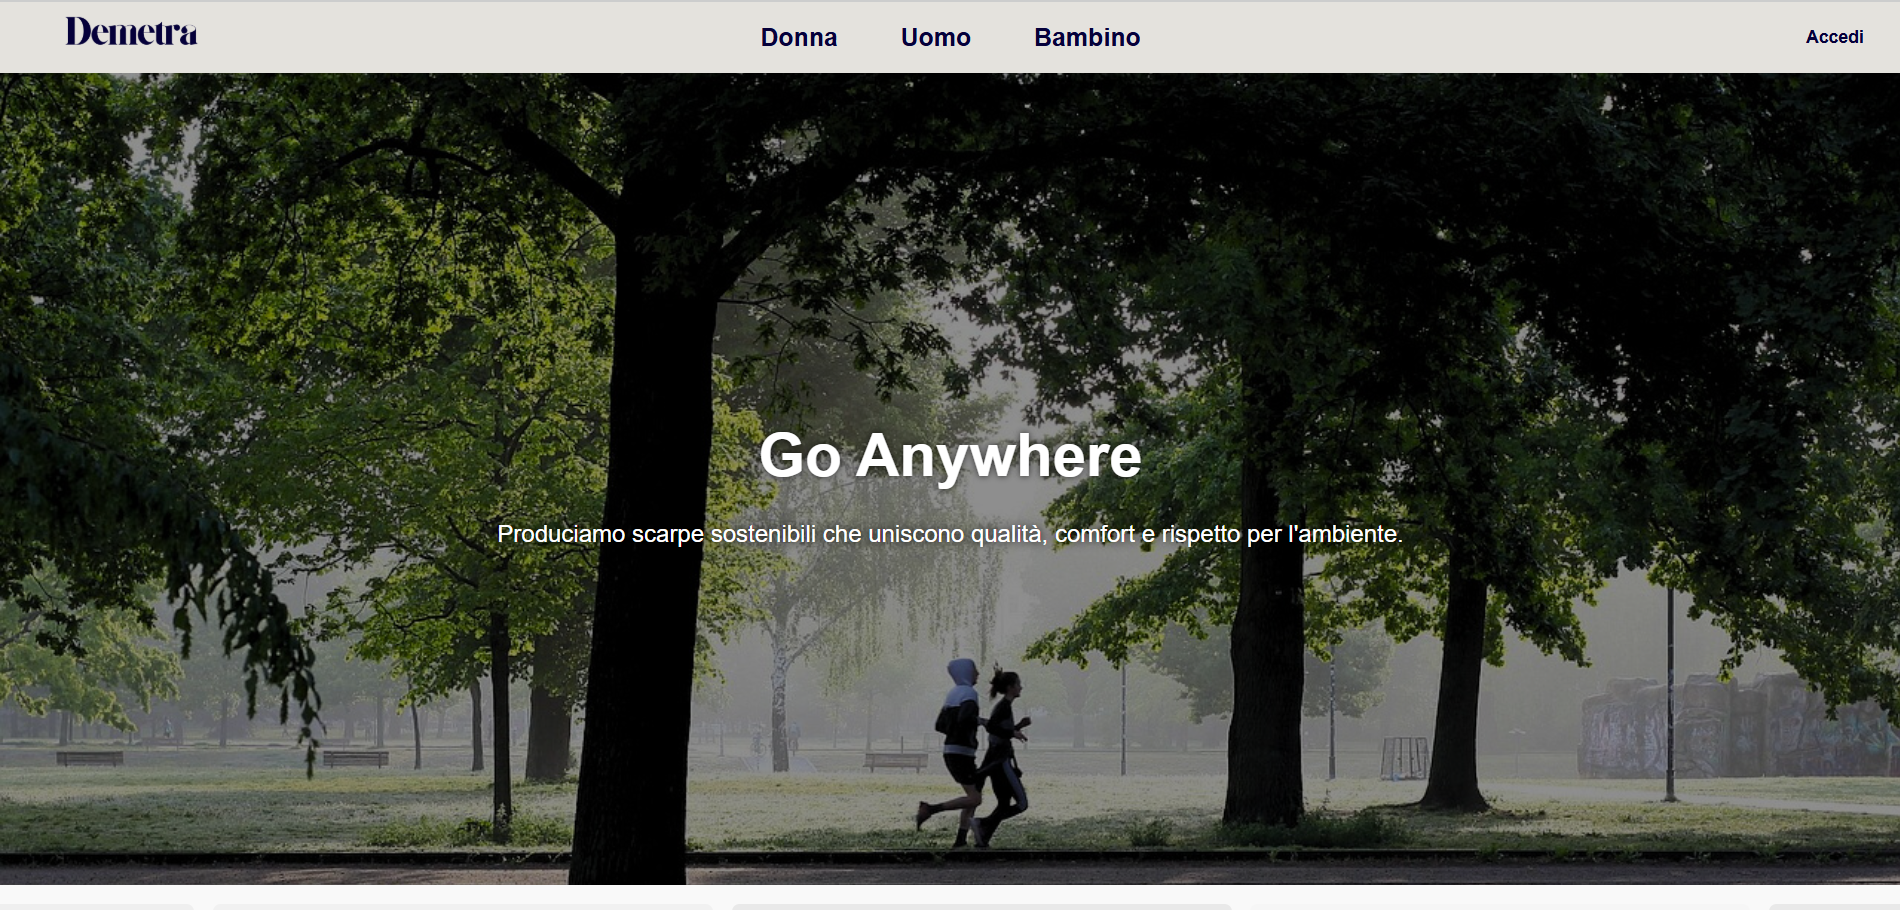 Demetra
Donna
Uomo
Bambino
Accedi
Go Anywhere
Produciamo scarpe sostenibili che uniscono qualità, comfort e rispetto per l'ambiente.